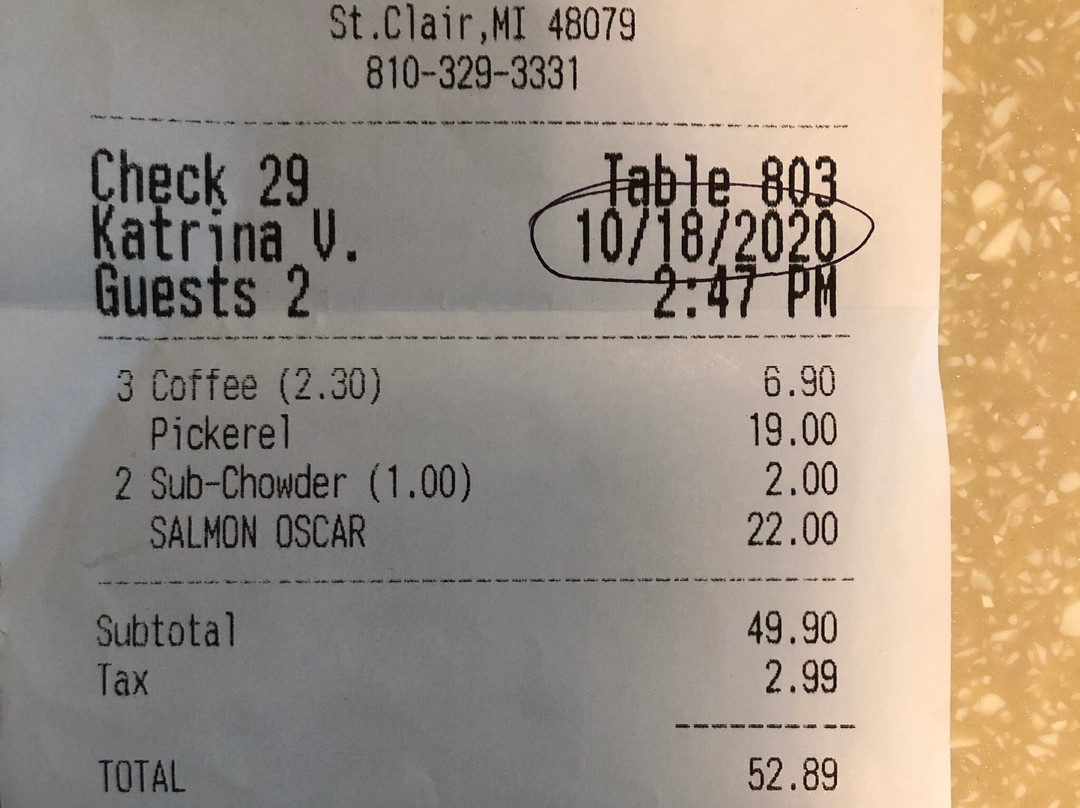 St.Clair,MI 48079
810-329-3331
Check 29 Table 803
Katrina V. 10/18/2020
Guests 2 2:47 PM
3 Coffee (2.30) 6.90
Pickerel 19.00
2 Sub-Chowder (1.00) 2.00
SALMON OSCAR 22.00
Subtotal 49.90
Tax 2.99
TOTAL 52.89